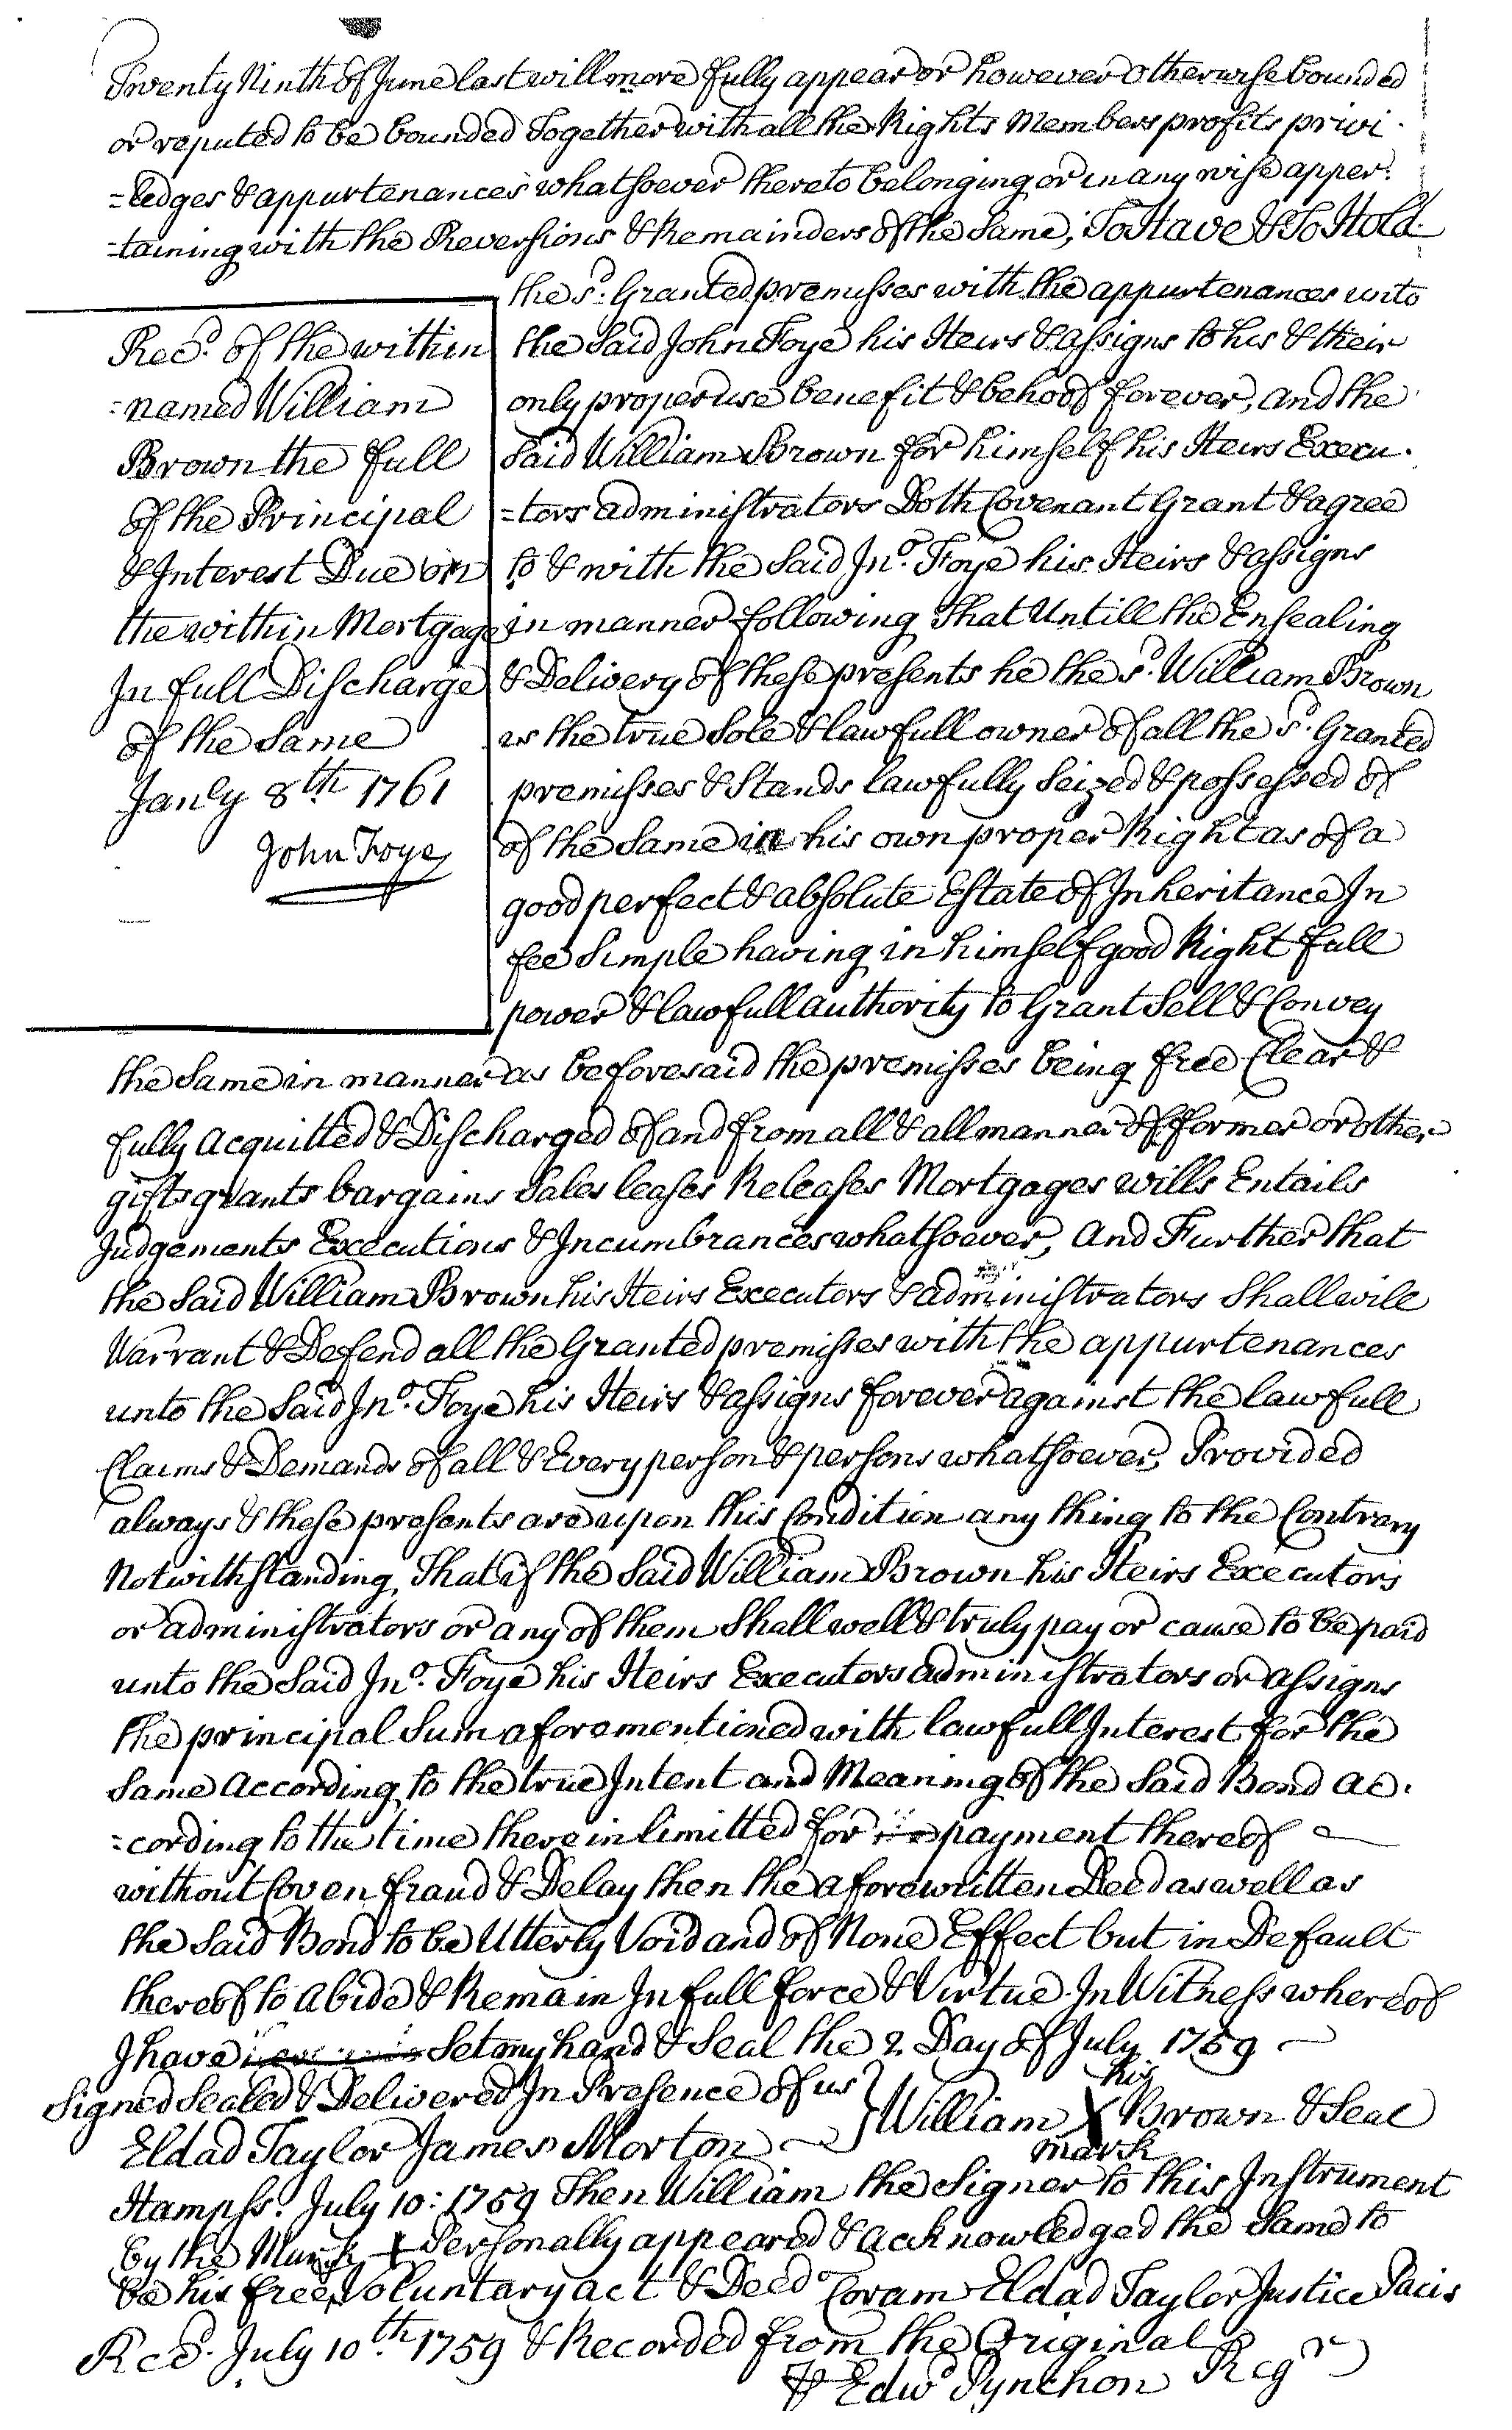 Twenty Ninth of June last will more fully appear or however otherwise bounded
or reputed to be bounded Together with all the Rights Members profits privi-
=ledges & appurtenances whatsoever thereto belonging or in any wise apper-
=taining with the Reversions & Remainders of the Same, To Have & To Hold
the sd. Granted premisses with the appurtenances unto
the Said John Foye his Heirs & assigns to his & their
only proper use benefit & behoof forever, and the
Said William Brown for himself his Heirs Execu-
=tors administrators Doth Covenant Grant & agree
to & with the Said Jno. Foye his Heirs & assigns
in manner following That Untill the Ensealing
& Delivery of these presents he the sd. William Brown
is the true Sole & lawfull owner of all the sd. Granted
premisses & Stands lawfully Seized & possessed of
of the Same in his own proper Right as of a
good perfect & absolute Estate of Inheritance In
fee Simple having in himself good Right full
power & lawfull authority to Grant Sell & Convey
Recd. of the within
=named William
Brown the full
of the Principal
& Interest Due on
the within Mortgage
In full Discharge
of the Same
Janly 8th 1761
John Foye
the Same in manner as beforesaid the premisses being free Clear &
fully acquitted & Discharged of and from all & all manner of former or other
gifts grants bargains Sales leases Releases Mortgages wills Entails
Judgements Executions & Incumbrances whatsoever, And Further that
the Said William Brown his Heirs Executors & administrators Shall will
Warrant & Defend all the Granted premisses with the appurtenances
unto the Said Jno. Foye his Heirs & assigns forever against the lawfull
Claims & Demands of all & Every person & persons whatsoever, Provided
always & these presents are upon this Condition any thing to the Contrary
Notwithstanding, That if the Said William Brown his Heirs Executors
or administrators or any of them Shall well & truly pay or cause to be paid
unto the Said Jno. Foye his Heirs Executors administrators or assigns
the principal Sum aforementioned with lawfull Interest for the
Same According to the true Intent and Meaning of the Said Bond ac-
=cording to the time therein limitted for payment thereof
without Coven fraud & Delay then the aforewritten Deed as well as
the Said Bond to be Utterly Void and of None Effect but in Default
thereof to Abide & Remain In full force & Virtue. In Witness whereof
I have Set my hand & Seal the 2 Day of July 1759
Signed Sealed & Delivered In Presence of us } William his X mark Brown & Seal
Eldad Taylor James Morton
Hampss. July 10: 1759 Then William the Signer to this Instrument
by the Mark X Personally appeared & acknowledged the Same to
be his free Voluntary act & Deed Coram Eldad Taylor Justice Pacis
Recd. July 10th 1759 & Recorded from the Original
⅌ Edwd Pynchon Regr